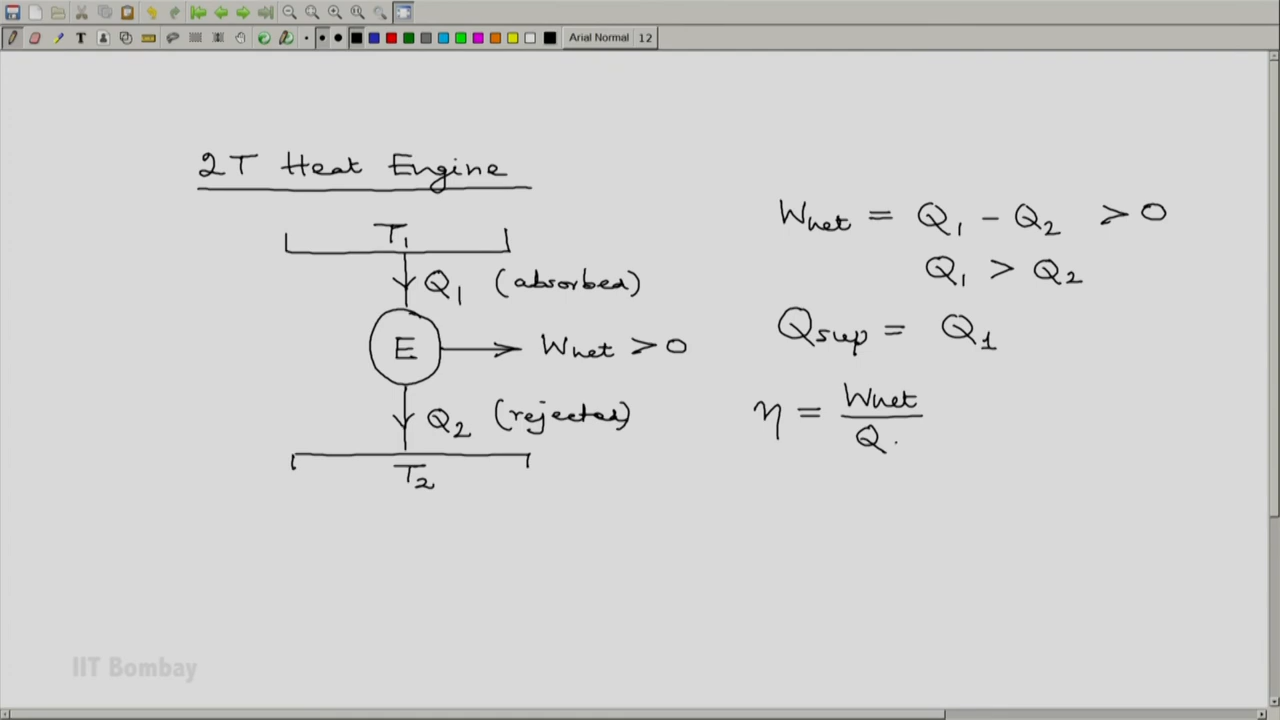 Arial Normal 12
2T Heat Engine
T₁
Q₁ (absorbed)
E
Wnet > 0
Q₂ (rejected)
T₂
Wnet = Q₁ − Q₂ > 0
Q₁ > Q₂
Qsup = Q₁
η = Wnet / Q
IIT Bombay